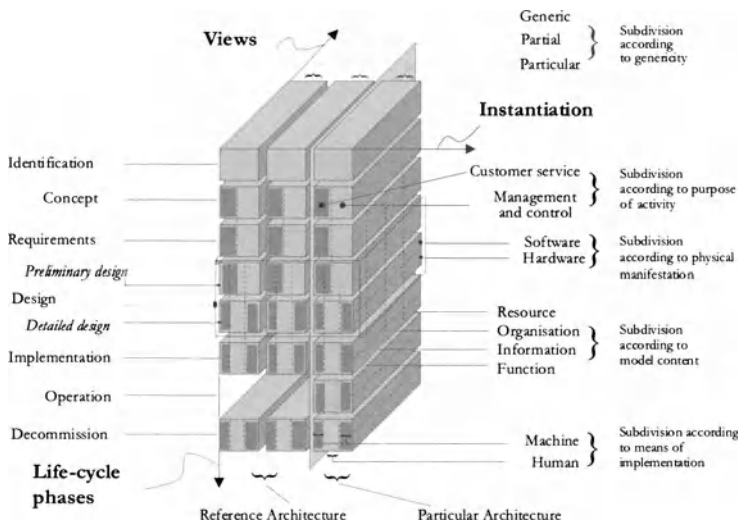 Views
Generic
Partial
Particular
Subdivision
according
to genericity
Instantiation
Identification
Concept
Requirements
Preliminary design
Design
Detailed design
Implementation
Operation
Decommission
Life-cycle
phases
Customer service
Management
and control
Subdivision
according to purpose
of activity
Software
Hardware
Subdivision
according to physical
manifestation
Resource
Organisation
Information
Function
Subdivision
according to
model content
Machine
Human
Subdivision according
to means of
implementation
Reference Architecture
Particular Architecture